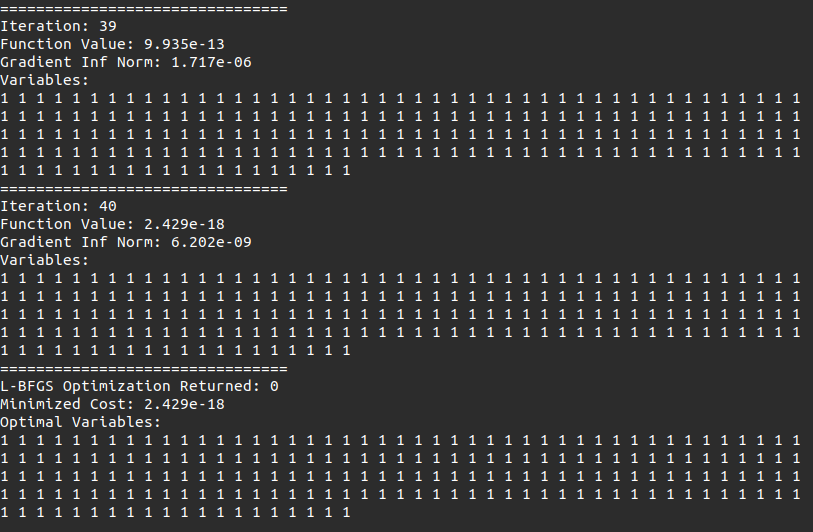 ================================
Iteration: 39
Function Value: 9.935e-13
Gradient Inf Norm: 1.717e-06
Variables:
1 1 1 1 1 1 1 1 1 1 1 1 1 1 1 1 1 1 1 1 1 1 1 1 1 1 1 1 1 1 1 1 1 1 1 1 1 1 1 1 1 1 1 1 1
1 1 1 1 1 1 1 1 1 1 1 1 1 1 1 1 1 1 1 1 1 1 1 1 1 1 1 1 1 1 1 1 1 1 1 1 1 1 1 1 1 1 1 1 1
1 1 1 1 1 1 1 1 1 1 1 1 1 1 1 1 1 1 1 1 1 1 1 1 1 1 1 1 1 1 1 1 1 1 1 1 1 1 1 1 1 1 1 1 1
1 1 1 1 1 1 1 1 1 1 1 1 1 1 1 1 1 1 1 1 1 1 1 1 1 1 1 1 1 1 1 1 1 1 1 1 1 1 1 1 1 1 1 1 1
1 1 1 1 1 1 1 1 1 1 1 1 1 1 1 1 1 1 1 1
================================
Iteration: 40
Function Value: 2.429e-18
Gradient Inf Norm: 6.202e-09
Variables:
1 1 1 1 1 1 1 1 1 1 1 1 1 1 1 1 1 1 1 1 1 1 1 1 1 1 1 1 1 1 1 1 1 1 1 1 1 1 1 1 1 1 1 1 1
1 1 1 1 1 1 1 1 1 1 1 1 1 1 1 1 1 1 1 1 1 1 1 1 1 1 1 1 1 1 1 1 1 1 1 1 1 1 1 1 1 1 1 1 1
1 1 1 1 1 1 1 1 1 1 1 1 1 1 1 1 1 1 1 1 1 1 1 1 1 1 1 1 1 1 1 1 1 1 1 1 1 1 1 1 1 1 1 1 1
1 1 1 1 1 1 1 1 1 1 1 1 1 1 1 1 1 1 1 1 1 1 1 1 1 1 1 1 1 1 1 1 1 1 1 1 1 1 1 1 1 1 1 1 1
1 1 1 1 1 1 1 1 1 1 1 1 1 1 1 1 1 1 1 1
================================
L-BFGS Optimization Returned: 0
Minimized Cost: 2.429e-18
Optimal Variables:
1 1 1 1 1 1 1 1 1 1 1 1 1 1 1 1 1 1 1 1 1 1 1 1 1 1 1 1 1 1 1 1 1 1 1 1 1 1 1 1 1 1 1 1 1
1 1 1 1 1 1 1 1 1 1 1 1 1 1 1 1 1 1 1 1 1 1 1 1 1 1 1 1 1 1 1 1 1 1 1 1 1 1 1 1 1 1 1 1 1
1 1 1 1 1 1 1 1 1 1 1 1 1 1 1 1 1 1 1 1 1 1 1 1 1 1 1 1 1 1 1 1 1 1 1 1 1 1 1 1 1 1 1 1 1
1 1 1 1 1 1 1 1 1 1 1 1 1 1 1 1 1 1 1 1 1 1 1 1 1 1 1 1 1 1 1 1 1 1 1 1 1 1 1 1 1 1 1 1 1
1 1 1 1 1 1 1 1 1 1 1 1 1 1 1 1 1 1 1 1